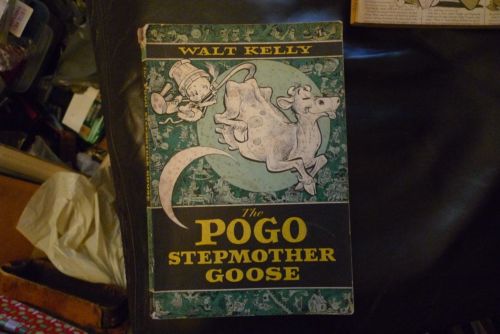 WALT KELLY
The
POGO
STEPMOTHER
GOOSE